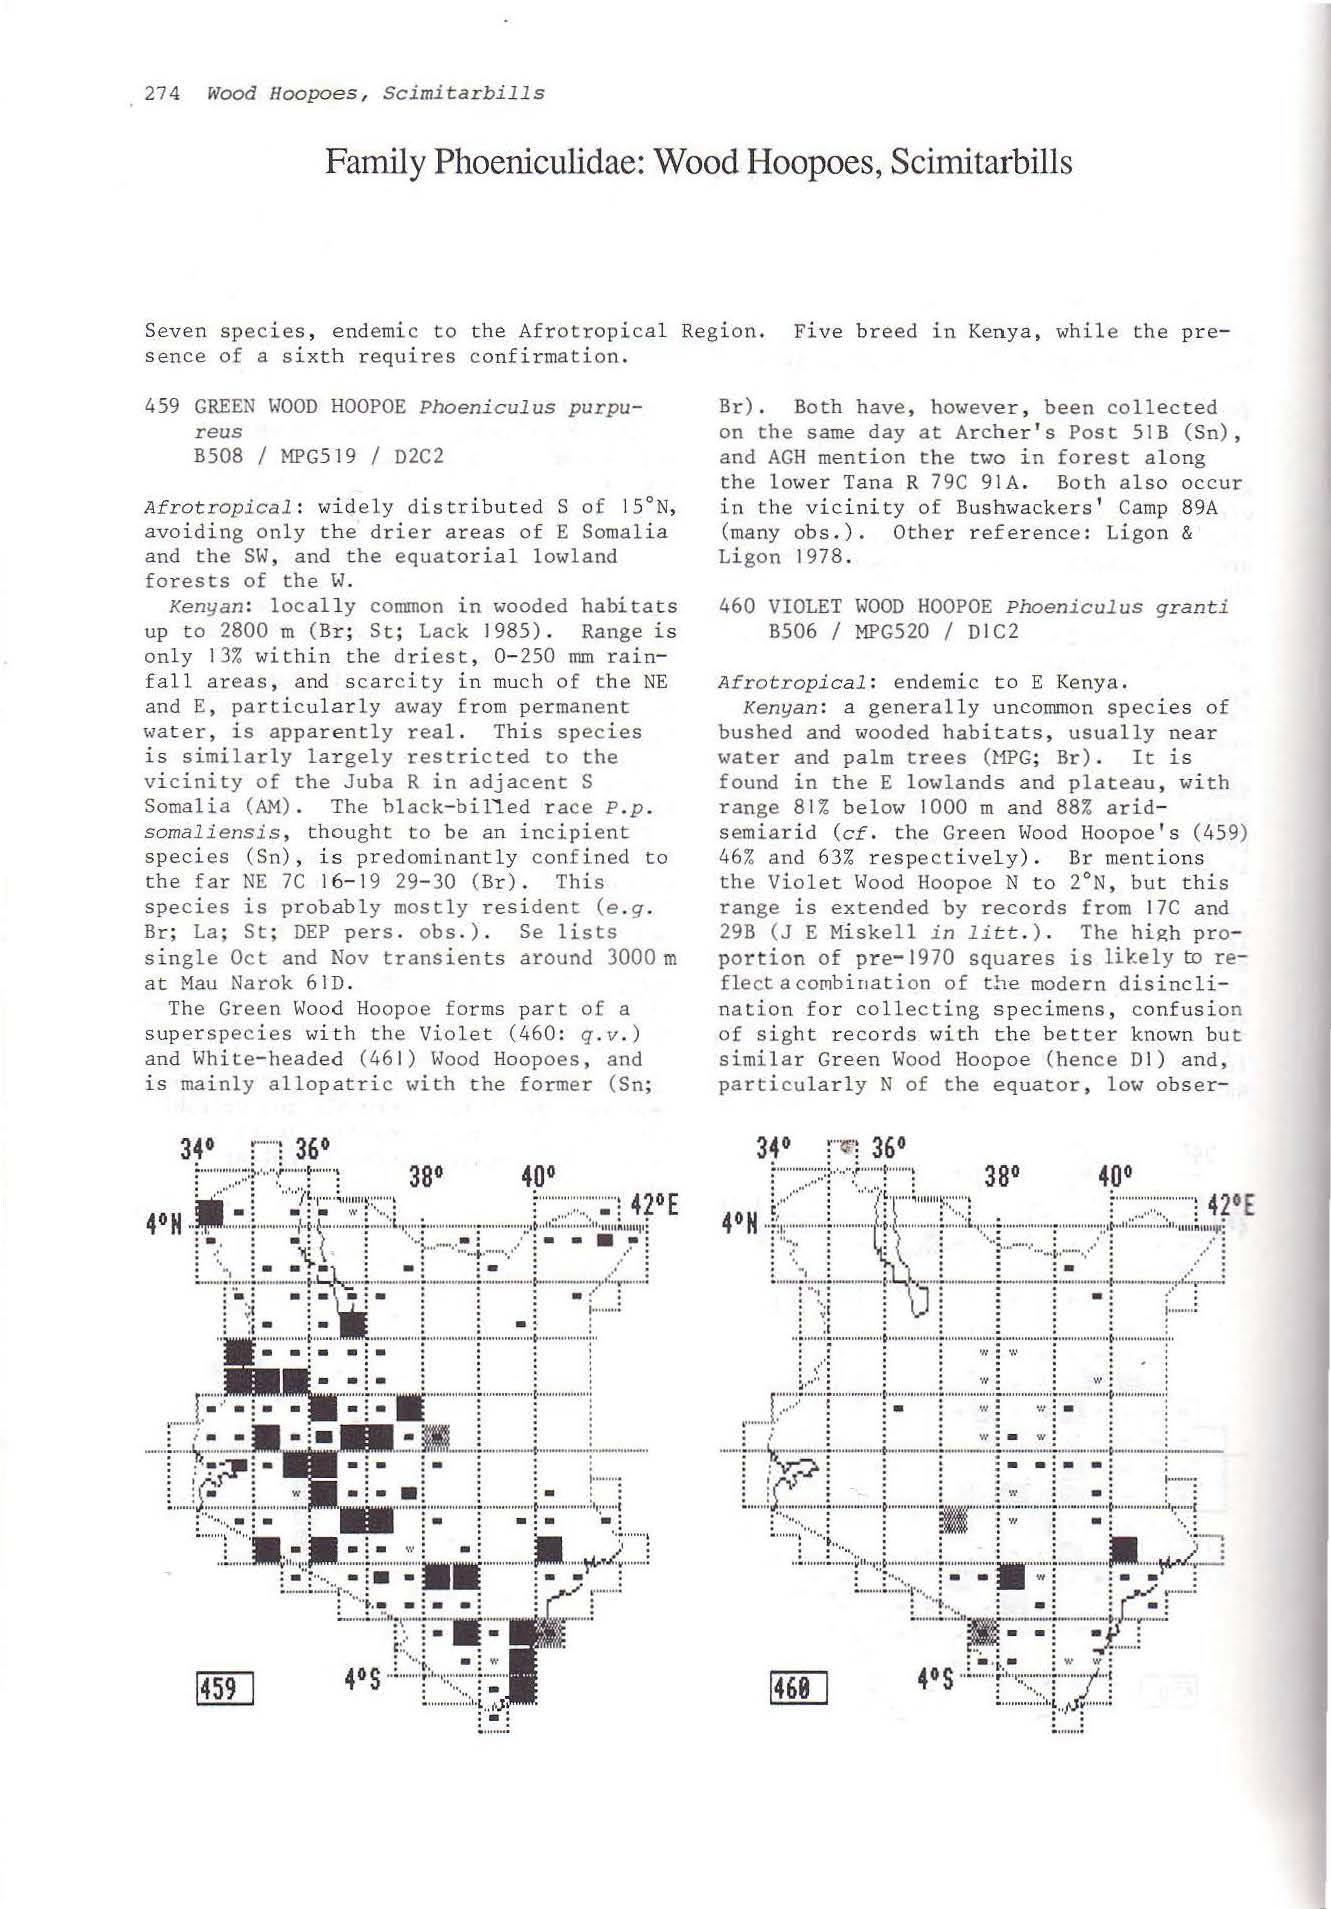 274 Wood Hoopoes, Scimitarbills
Family Phoeniculidae: Wood Hoopoes, Scimitarbills
Seven species, endemic to the Afrotropical Region. Five breed in Kenya, while the pre-
sence of a sixth requires confirmation.
459 GREEN WOOD HOOPOE Phoeniculus purpu-
reus
B508 / MPG519 / D2C2
Afrotropical: widely distributed S of 15°N,
avoiding only the drier areas of E Somalia
and the SW, and the equatorial lowland
forests of the W.
Kenyan: locally common in wooded habitats
up to 2800 m (Br; St; Lack 1985). Range is
only 13% within the driest, 0-250 mm rain-
fall areas, and scarcity in much of the NE
and E, particularly away from permanent
water, is apparently real. This species
is similarly largely restricted to the
vicinity of the Juba R in adjacent S
Somalia (AM). The black-billed race P.p.
somaliensis, thought to be an incipient
species (Sn), is predominantly confined to
the far NE 7C 16-19 29-30 (Br). This
species is probably mostly resident (e.g.
Br; La; St; DEP pers. obs.). Se lists
single Oct and Nov transients around 3000 m
at Mau Narok 61D.
The Green Wood Hoopoe forms part of a
superspecies with the Violet (460: q.v.)
and White-headed (461) Wood Hoopoes, and
is mainly allopatric with the former (Sn;
Br). Both have, however, been collected
on the same day at Archer's Post 51B (Sn),
and AGH mention the two in forest along
the lower Tana R 79C 91A. Both also occur
in the vicinity of Bushwackers' Camp 89A
(many obs.). Other reference: Ligon &
Ligon 1978.
460 VIOLET WOOD HOOPOE Phoeniculus granti
B506 / MPG520 / D1C2
Afrotropical: endemic to E Kenya.
Kenyan: a generally uncommon species of
bushed and wooded habitats, usually near
water and palm trees (MPG; Br). It is
found in the E lowlands and plateau, with
range 81% below 1000 m and 88% arid-
semiarid (cf. the Green Wood Hoopoe's (459)
46% and 63% respectively). Br mentions
the Violet Wood Hoopoe N to 2°N, but this
range is extended by records from 17C and
29B (J E Miskell in litt.). The high pro-
portion of pre-1970 squares is likely to re-
flect a combination of the modern disincli-
nation for collecting specimens, confusion
of sight records with the better known but
similar Green Wood Hoopoe (hence D1) and,
particularly N of the equator, low obser-
34° 36°
38° 40°
42°E
4°N
4°S
459
34° 36°
38° 40°
42°E
4°N
4°S
460